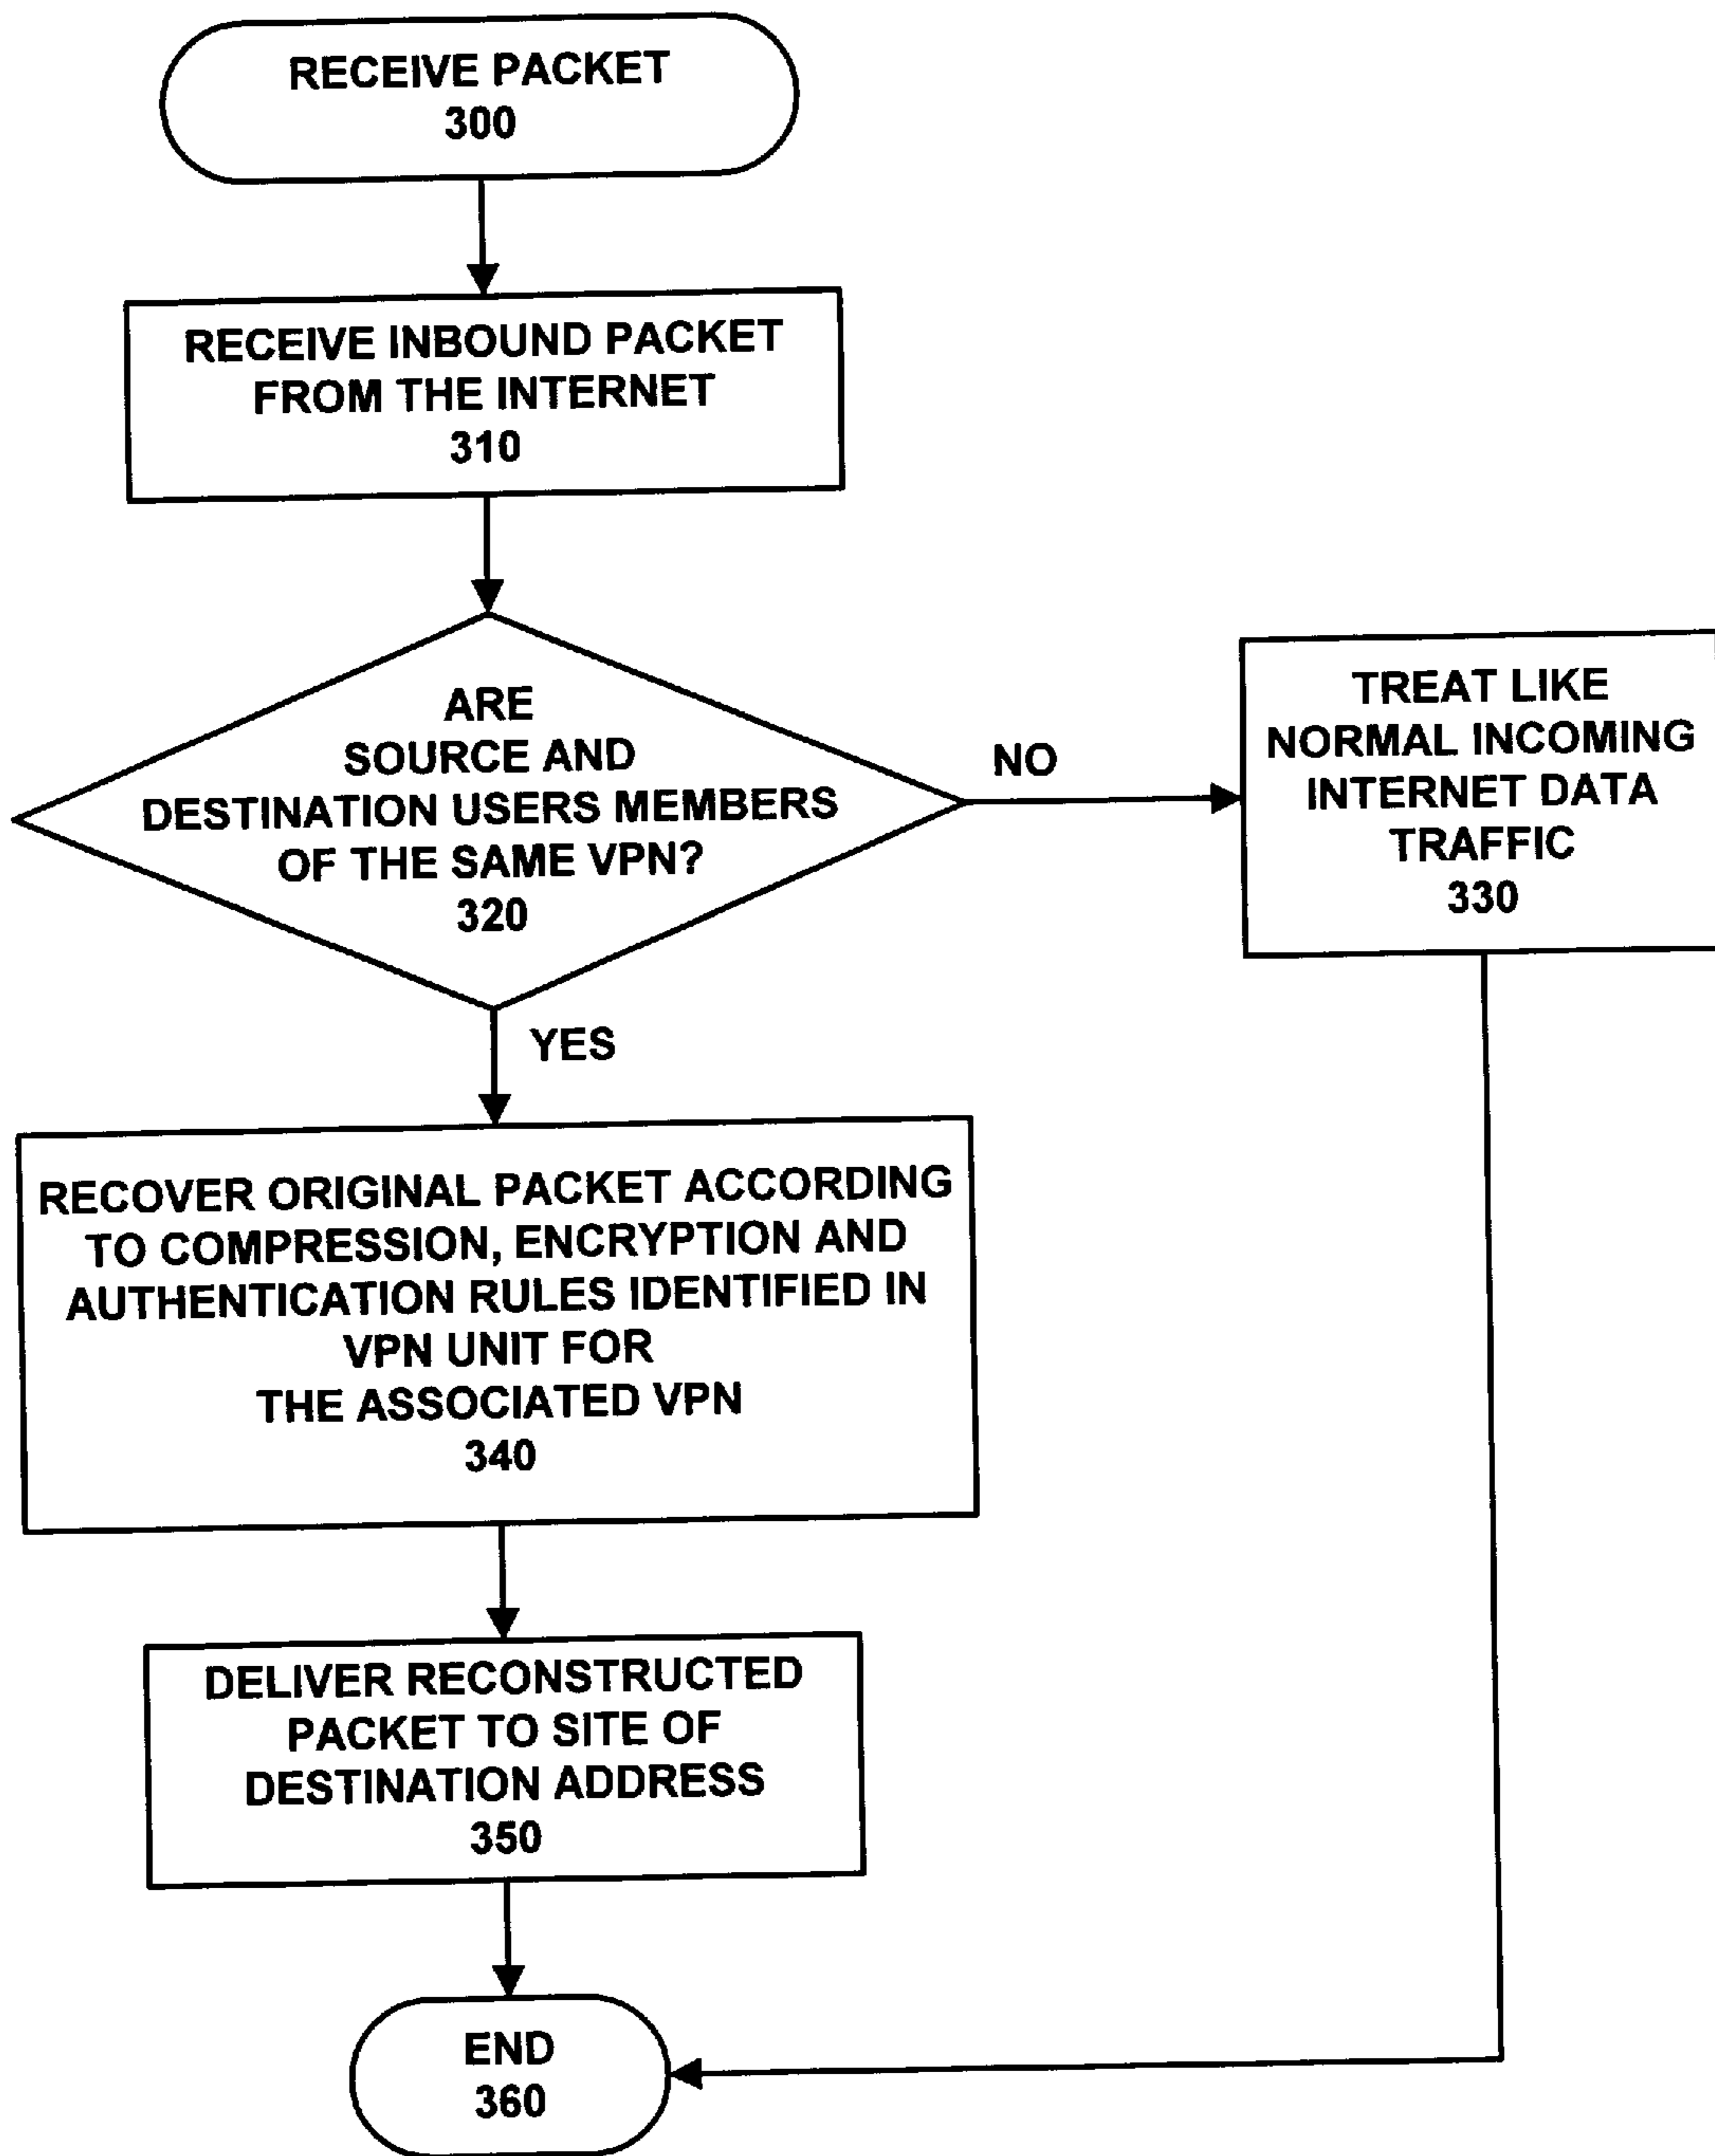 RECEIVE PACKET
300
RECEIVE INBOUND PACKET
FROM THE INTERNET
310
ARE
SOURCE AND
DESTINATION USERS MEMBERS
OF THE SAME VPN?
320
NO
TREAT LIKE
NORMAL INCOMING
INTERNET DATA
TRAFFIC
330
YES
RECOVER ORIGINAL PACKET ACCORDING
TO COMPRESSION, ENCRYPTION AND
AUTHENTICATION RULES IDENTIFIED IN
VPN UNIT FOR
THE ASSOCIATED VPN
340
DELIVER RECONSTRUCTED
PACKET TO SITE OF
DESTINATION ADDRESS
350
END
360